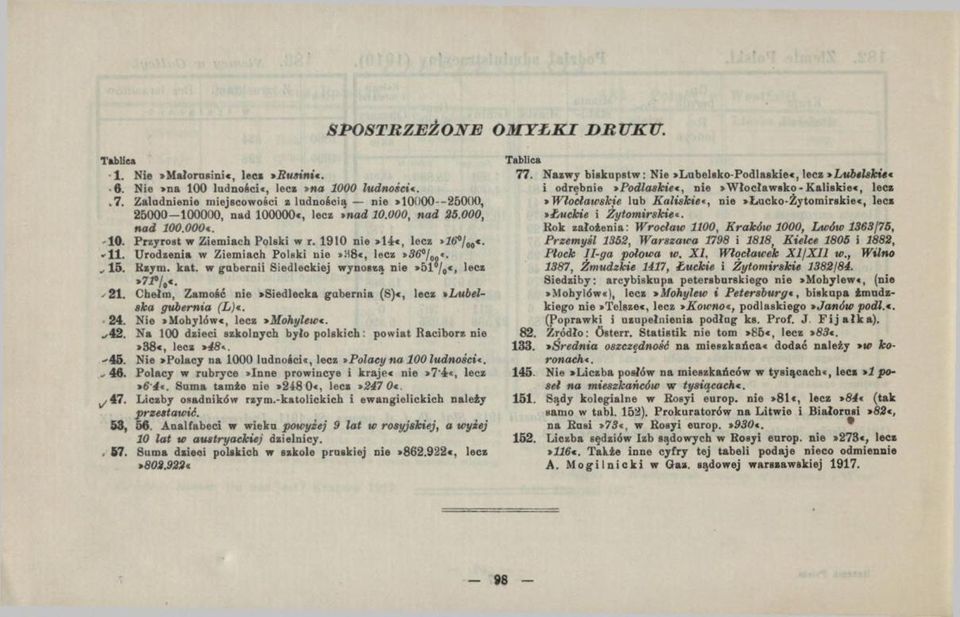 SPOSTRZEŻONE OMYŁKI DRUKU.
Tablica
1. Nie »Małorusini«, lecz »Rusini«.
6. Nie »na 100 ludności«, lecz »na 1000 ludności«.
7. Zaludnienie miejscowości z ludnością — nie »10000--25000,
25000—100000, nad 100000«, lecz »nad 10.000, nad 25.000,
nad 100.000«.
10. Przyrost w Ziemiach Polski w r. 1910 nie »14«, lecz »16⁰/₀₀«.
11. Urodzenia w Ziemiach Polski nie »38«, lecz »36⁰/₀₀«.
15. Rzym. kat. w gubernii Siedleckiej wynoszą nie »51⁰/₀«, lecz
»71⁰/₀«.
21. Chełm, Zamość nie »Siedlecka gubernia (S)«, lecz »Lubel-
ska gubernia (L)«.
24. Nie »Mohylów«, lecz »Mohylew«.
42. Na 100 dzieci szkolnych było polskich: powiat Raciborz nie
»38«, lecz »48«.
45. Nie »Polacy na 1000 ludności«, lecz »Polacy na 100 ludności«.
46. Polacy w rubryce »Inne prowincye i kraje« nie »7·4«, lecz
»6·4«. Suma tamże nie »248 0«, lecz »247 0«.
47. Liczby osadników rzym.-katolickich i ewangielickich należy
przestawić.
53, 56. Analfabeci w wieku powyżej 9 lat w rosyjskiej, a wyżej
10 lat w austryackiej dzielnicy.
57. Suma dzieci polskich w szkole pruskiej nie »862.922«, lecz
»802.922«
Tablica
77. Nazwy biskupstw: Nie »Lubelsko-Podlaskie«, lecz »Lubelskie«
i odrębnie »Podlaskie«, nie »Włocławsko-Kaliskie«, lecz
»Włocławskie lub Kaliskie«, nie »Łucko-Żytomirskie«, lecz
»Łuckie i Żytomirskie«.
Rok założenia: Wrocław 1100, Kraków 1000, Lwów 1363/75,
Przemyśl 1352, Warszawa 1798 i 1818, Kielce 1805 i 1882,
Płock II-ga połowa w. XI, Włocławek XI/XII w., Wilno
1387, Żmudzkie 1417, Łuckie i Żytomirskie 1382/84.
Siedziby: arcybiskupa petersburskiego nie »Mohylew«, (nie
»Mohylów«), lecz »Mohylew i Petersburg«, biskupa żmudz-
kiego nie »Telsze«, lecz »Kowno«, podlaskiego »Janów podl.«.
(Poprawki i uzupełnienia podług ks. Prof. J. Fijałka).
82. Źródło: Österr. Statistik nie tom »85«, lecz »83«.
133. »Średnia oszczędność na mieszkańca« dodać należy »w ko-
ronach«.
145. Nie »Liczba posłów na mieszkańców w tysiącach«, lecz »1 po-
seł na mieszkańców w tysiącach«.
151. Sądy kolegialne w Rosyi europ. nie »81«, lecz »84« (tak
samo w tabl. 152). Prokuratorów na Litwie i Białorusi »82«,
na Rusi »73«, w Rosyi europ. »930«.
152. Liczba sędziów Izb sądowych w Rosyi europ. nie »273«, lecz
»116«. Także inne cyfry tej tabeli podaje nieco odmiennie
A. Mogilnicki w Gaz. sądowej warszawskiej 1917.
— 98 —